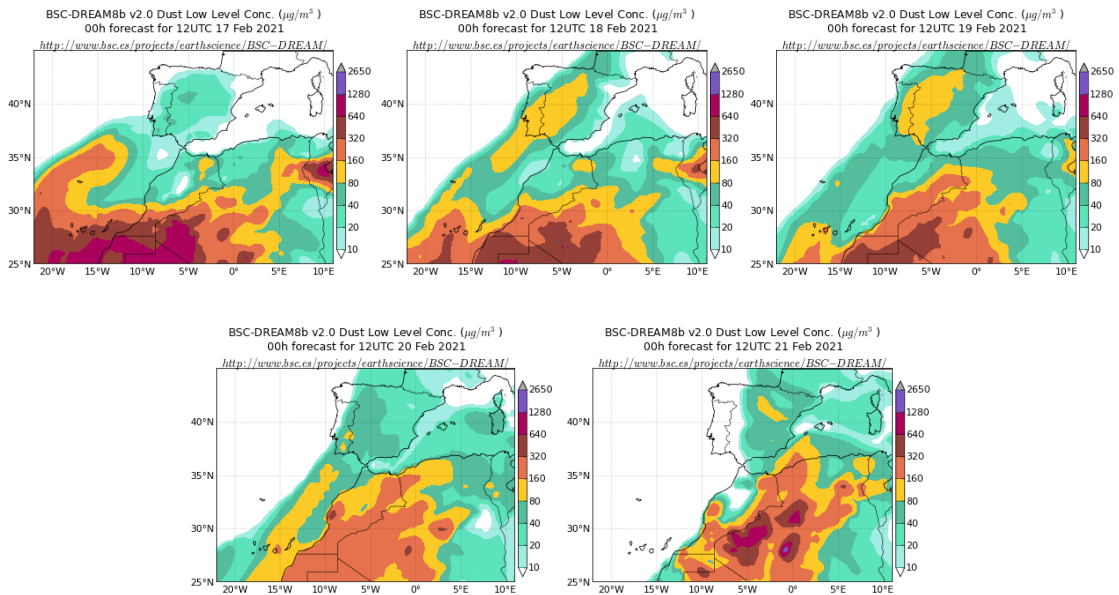 BSC-DREAM8b v2.0 Dust Low Level Conc. (μg/m³ )
00h forecast for 12UTC 17 Feb 2021
http://www.bsc.es/projects/earthscience/BSC−DREAM/
40°N
35°N
30°N
25°N
20°W 15°W 10°W 5°W 0°E 5°E 10°E
2650
1280
640
320
160
80
40
20
10
BSC-DREAM8b v2.0 Dust Low Level Conc. (μg/m³ )
00h forecast for 12UTC 18 Feb 2021
http://www.bsc.es/projects/earthscience/BSC−DREAM/
40°N
35°N
30°N
25°N
20°W 15°W 10°W 5°W 0°E 5°E 10°E
2650
1280
640
320
160
80
40
20
10
BSC-DREAM8b v2.0 Dust Low Level Conc. (μg/m³ )
00h forecast for 12UTC 19 Feb 2021
http://www.bsc.es/projects/earthscience/BSC−DREAM/
40°N
35°N
30°N
25°N
20°W 15°W 10°W 5°W 0°E 5°E 10°E
2650
1280
640
320
160
80
40
20
10
BSC-DREAM8b v2.0 Dust Low Level Conc. (μg/m³ )
00h forecast for 12UTC 20 Feb 2021
http://www.bsc.es/projects/earthscience/BSC−DREAM/
40°N
35°N
30°N
25°N
20°W 15°W 10°W 5°W 0°E 5°E 10°E
2650
1280
640
320
160
80
40
20
10
BSC-DREAM8b v2.0 Dust Low Level Conc. (μg/m³ )
00h forecast for 12UTC 21 Feb 2021
http://www.bsc.es/projects/earthscience/BSC−DREAM/
40°N
35°N
30°N
25°N
20°W 15°W 10°W 5°W 0°E 5°E 10°E
2650
1280
640
320
160
80
40
20
10